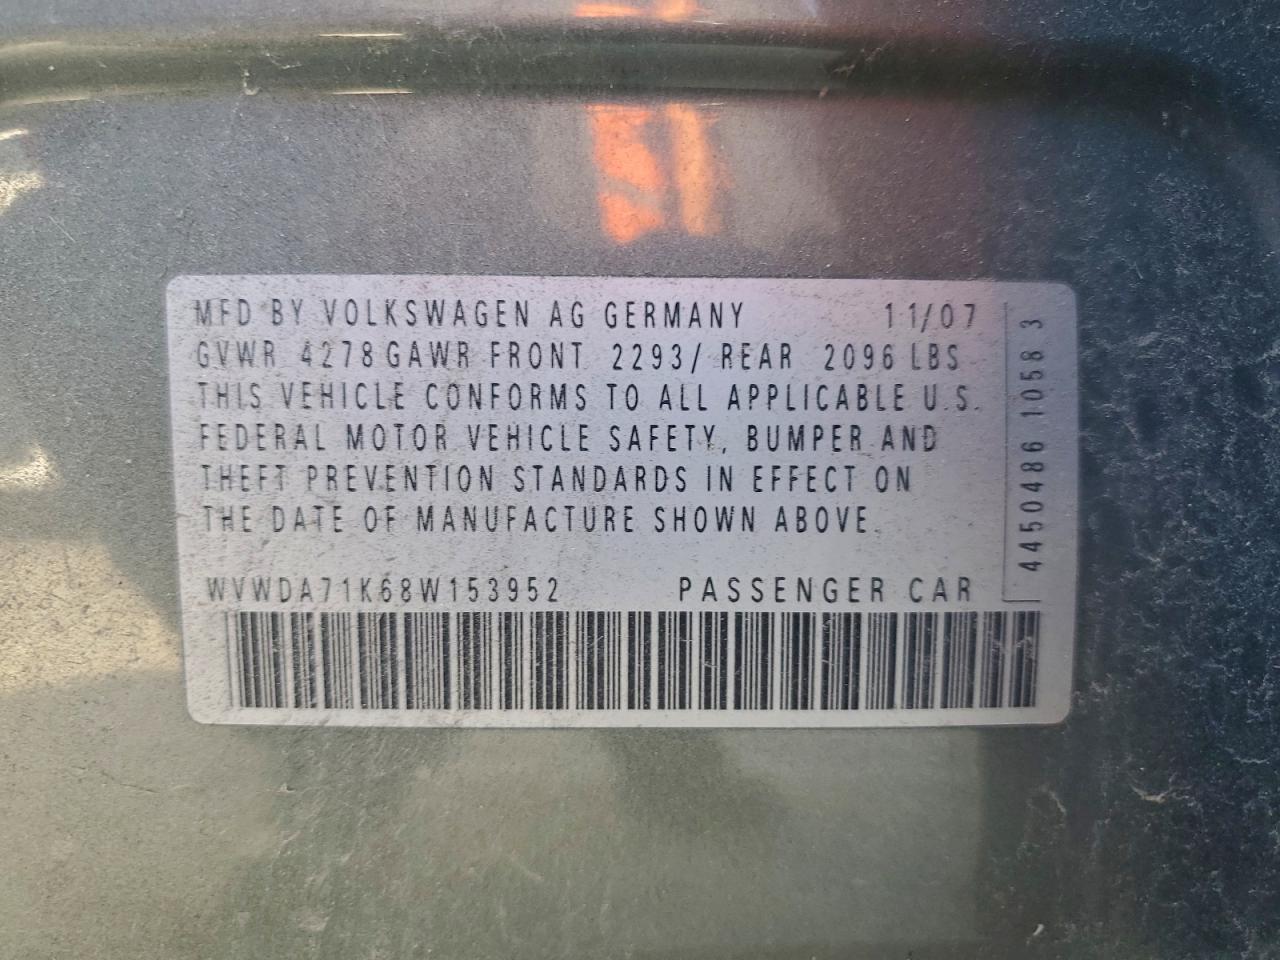 MFD BY VOLKSWAGEN AG GERMANY 11/07
GVWR 4278 GAWR FRONT 2293/ REAR 2096 LBS
THIS VEHICLE CONFORMS TO ALL APPLICABLE U.S.
FEDERAL MOTOR VEHICLE SAFETY, BUMPER AND
THEFT PREVENTION STANDARDS IN EFFECT ON
THE DATE OF MANUFACTURE SHOWN ABOVE.
WVWDA71K68W153952 PASSENGER CAR
4450486 1058 3